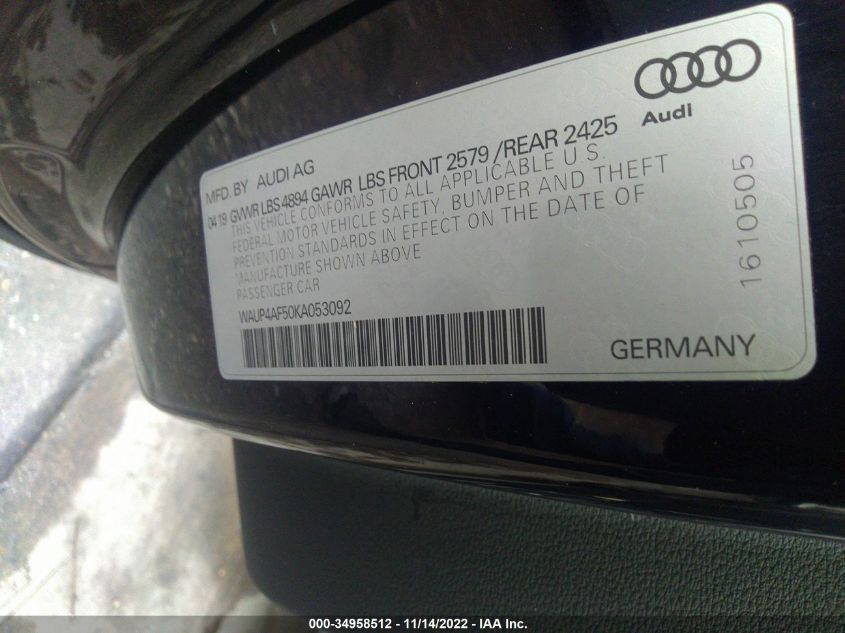 Audi
MFD. BY AUDI AG
04 19 GVWR LBS 4894 GAWR LBS FRONT 2579 /REAR 2425
THIS VEHICLE CONFORMS TO ALL APPLICABLE U S.
FEDERAL MOTOR VEHICLE SAFETY, BUMPER AND THEFT
PREVENTION STANDARDS IN EFFECT ON THE DATE OF
MANUFACTURE SHOWN ABOVE
PASSENGER CAR
WAUP4AF50KA053092
GERMANY
1610505
000-34958512 - 11/14/2022 - IAA Inc.